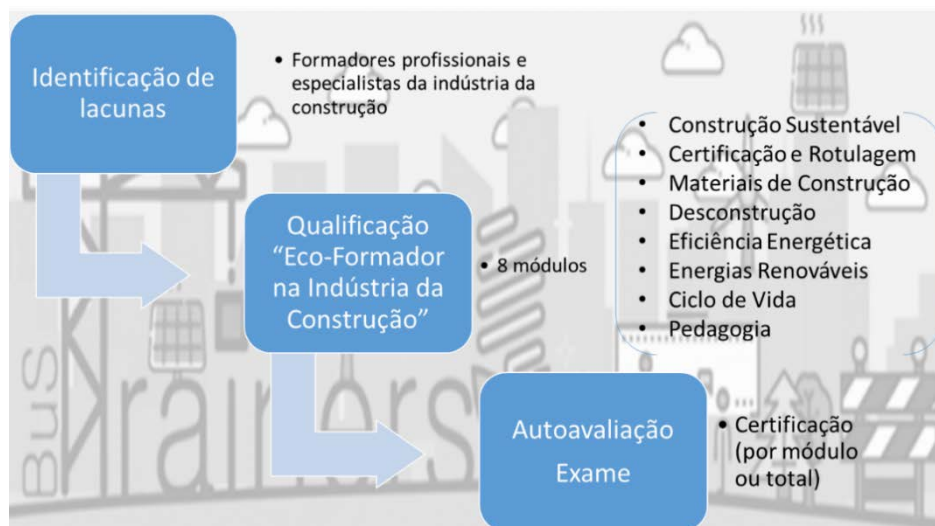 Identificação de
lacunas
• Formadores profissionais e
especialistas da indústria da
construção
Qualificação
“Eco-Formador
na Indústria da
Construção”
• 8 módulos
• Construção Sustentável
• Certificação e Rotulagem
• Materiais de Construção
• Desconstrução
• Eficiência Energética
• Energias Renováveis
• Ciclo de Vida
• Pedagogia
Autoavaliação
Exame
• Certificação
(por módulo
ou total)
BUS
Trainers